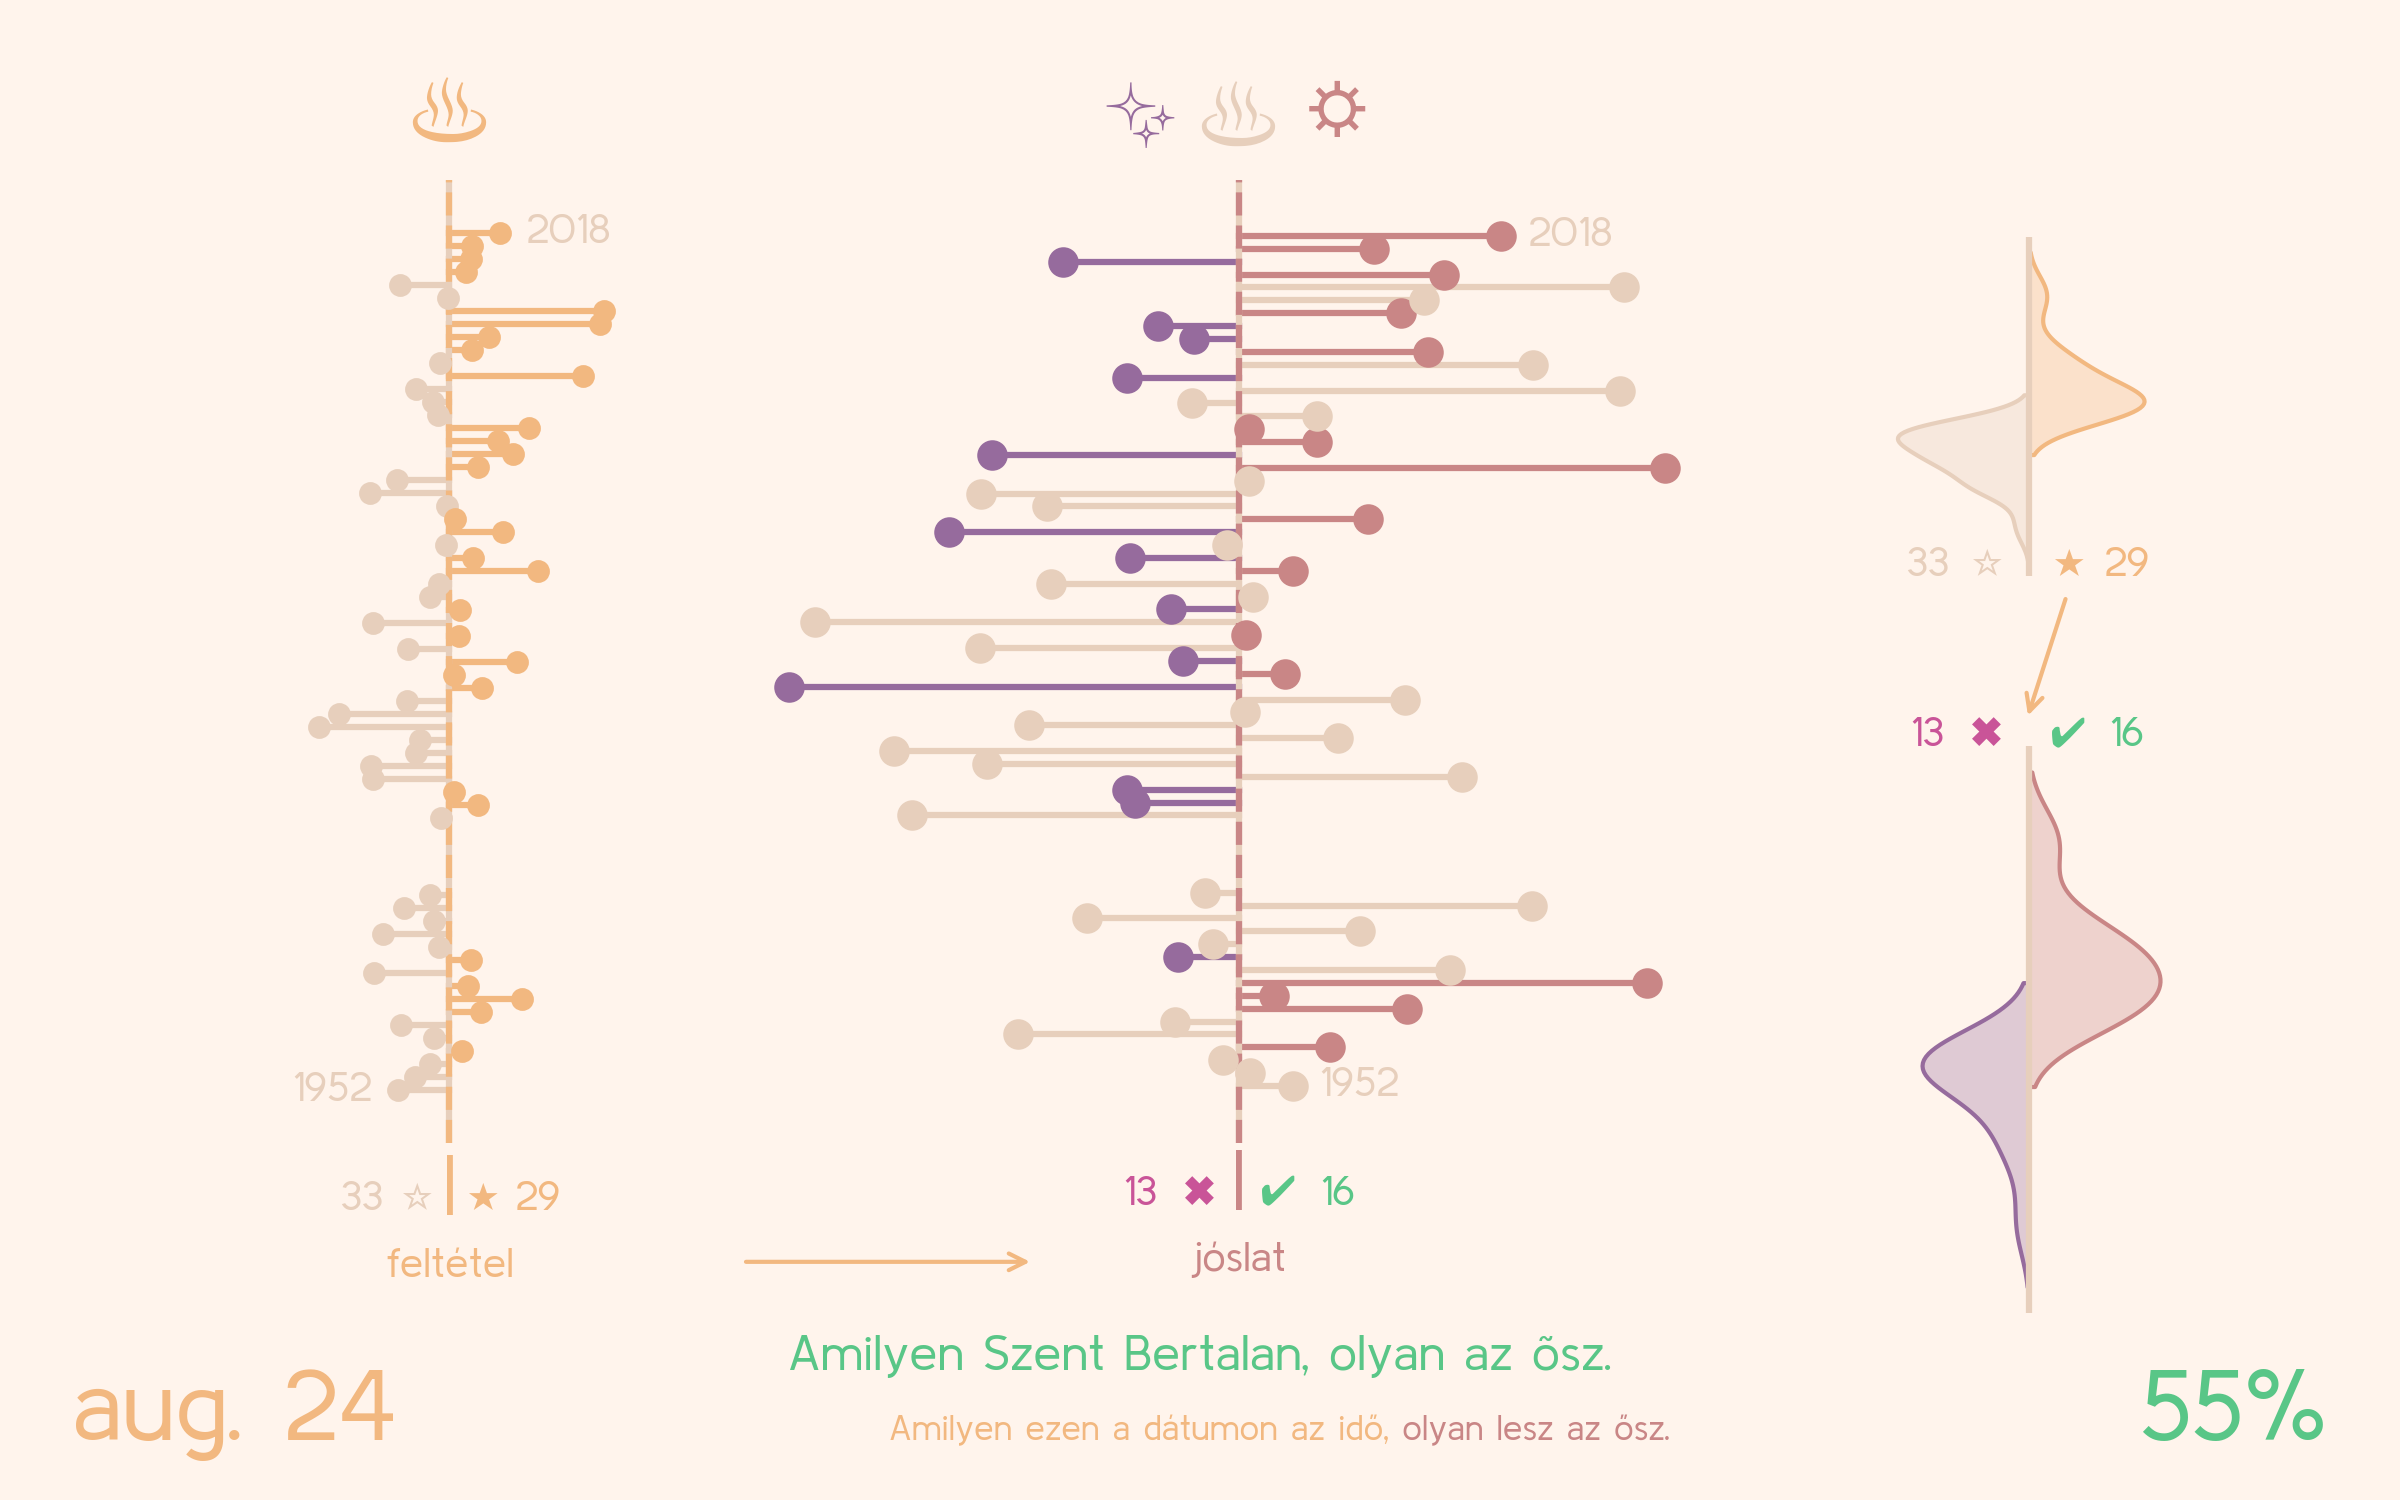 2018
2018
1952
1952
33 ☆ ★ 29
13 ✖ ✔ 16
33 ☆ ★ 29
13 ✖ ✔ 16
feltétel
jóslat
Amilyen Szent Bertalan, olyan az õsz.
aug. 24
Amilyen ezen a dátumon az idő, olyan lesz az ősz.
55%